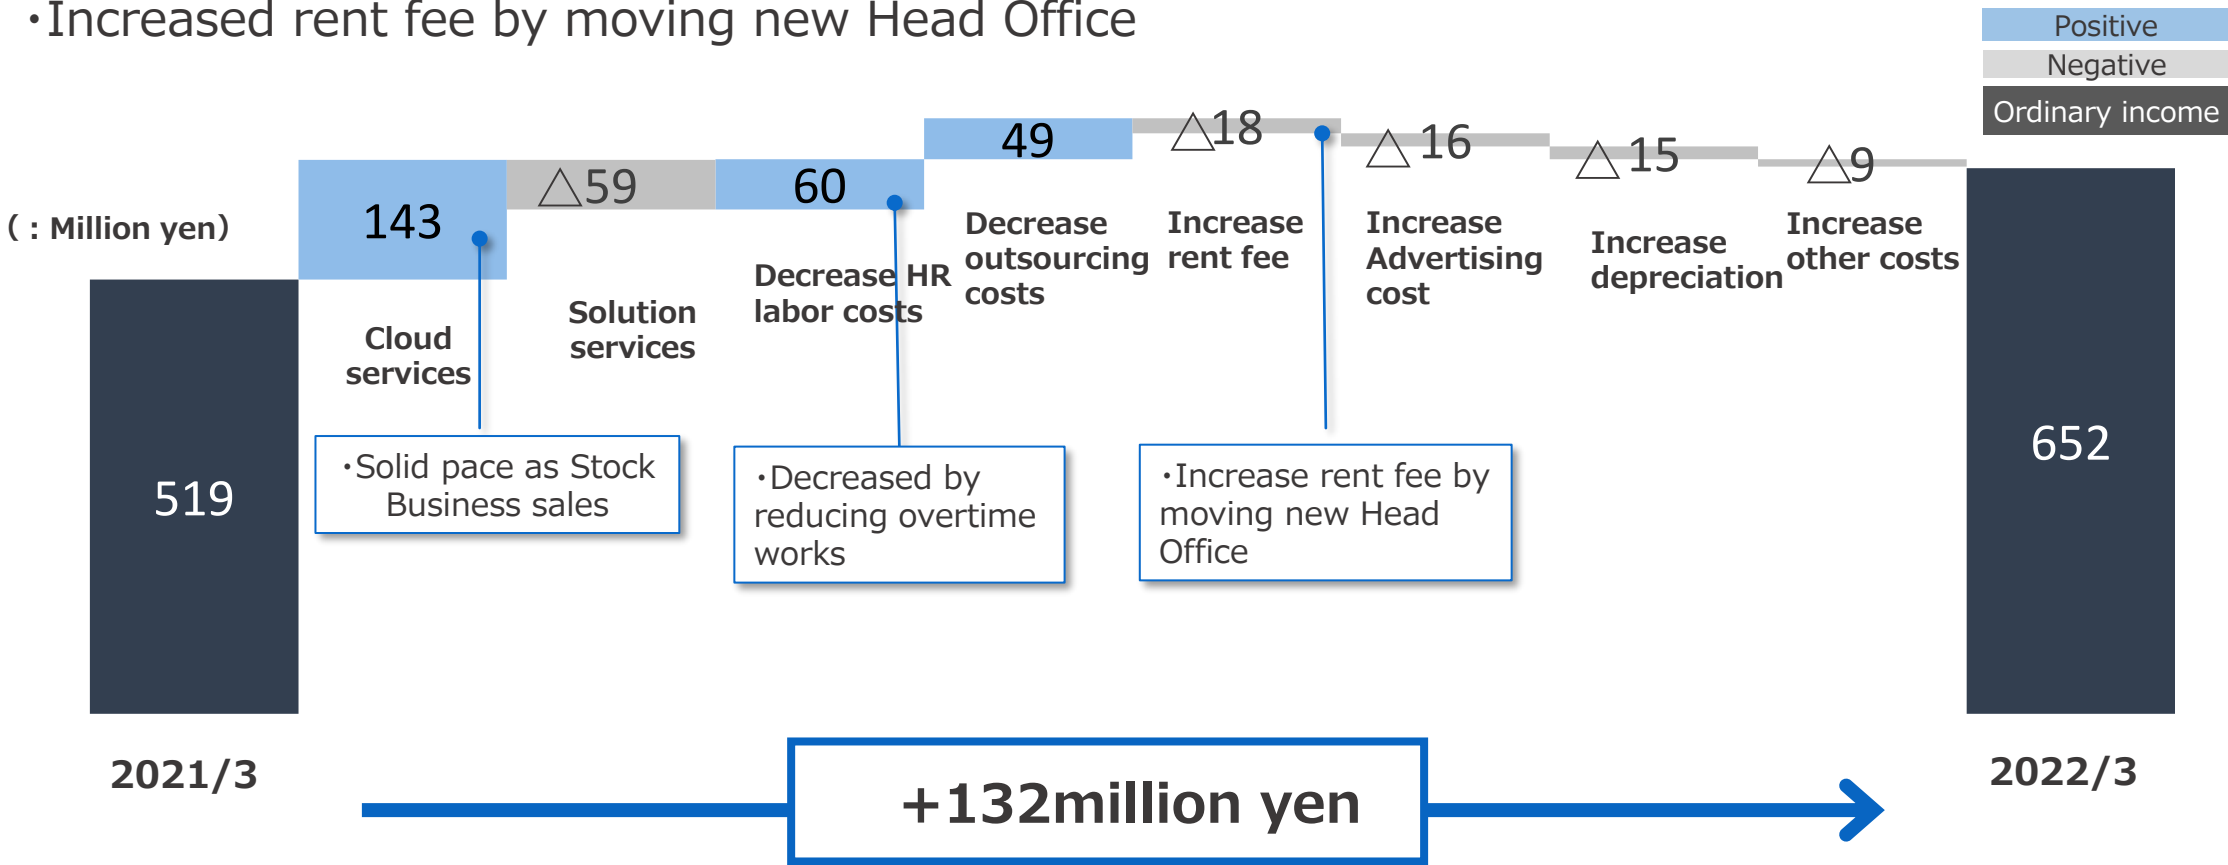 ・Increased rent fee by moving new Head Office
Positive
Negative
Ordinary income
(：Million yen)
143
△59
60
49
△18
△16
△15
△9
Cloud
services
Solution
services
Decrease HR
labor costs
Decrease
outsourcing
costs
Increase
rent fee
Increase
Advertising
cost
Increase
depreciation
Increase
other costs
519
652
・Solid pace as Stock
Business sales
・Decreased by
reducing overtime
works
・Increase rent fee by
moving new Head
Office
2021/3
2022/3
+132million yen